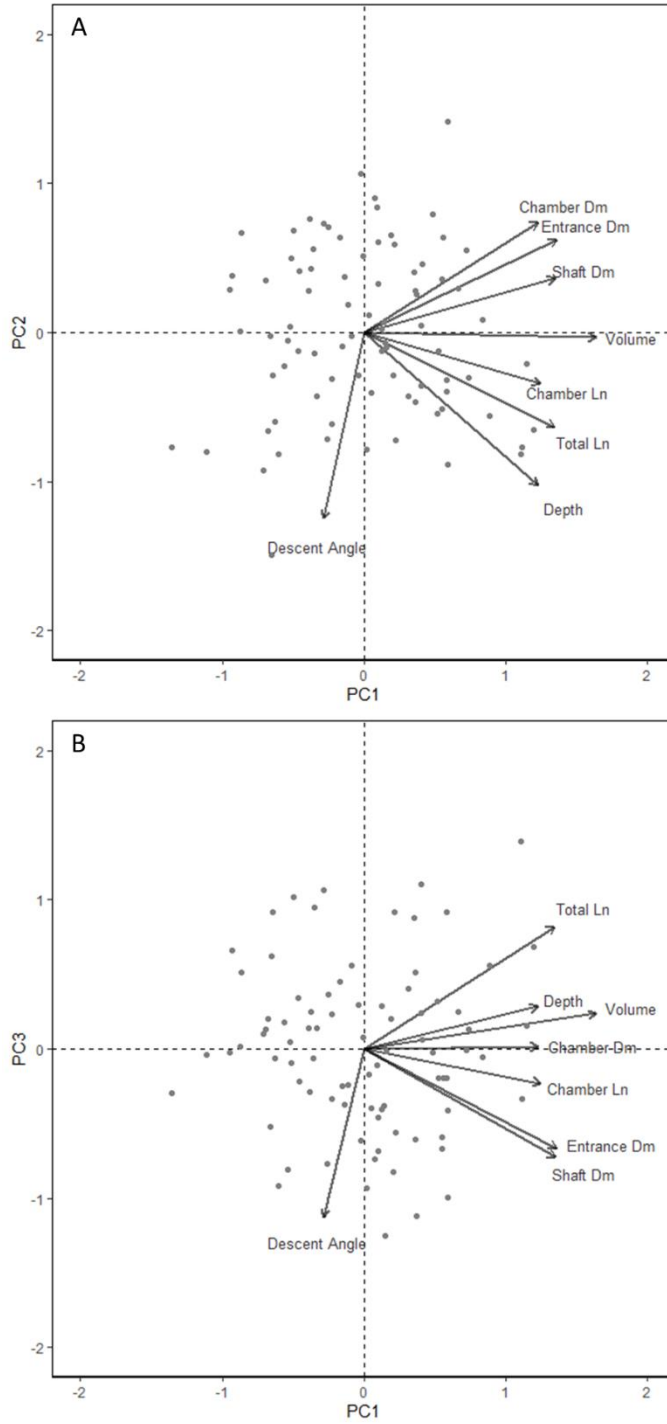 A
2
1
0
-1
-2
PC2
Chamber Dm
Entrance Dm
Shaft Dm
Volume
Chamber Ln
Total Ln
Depth
Descent Angle
-2 -1 0 1 2
PC1
B
2
1
0
-1
-2
PC3
Total Ln
Depth
Volume
Chamber Dm
Chamber Ln
Entrance Dm
Shaft Dm
Descent Angle
-2 -1 0 1 2
PC1